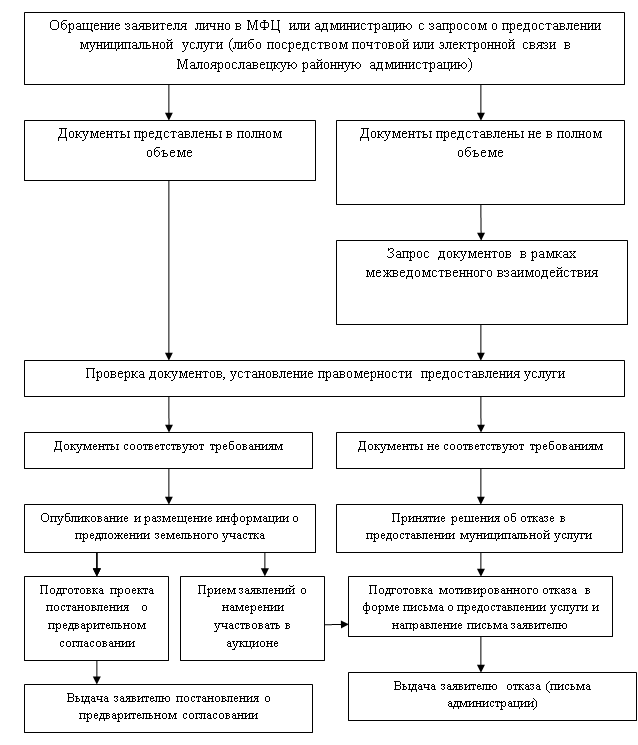 Обращение заявителя лично в МФЦ или администрацию с запросом о предоставлении
муниципальной услуги (либо посредством почтовой или электронной связи в
Малоярославецкую районную администрацию)
Документы представлены в полном
объеме
Документы представлены не в полном
объеме
Запрос документов в рамках
межведомственного взаимодействия
Проверка документов, установление правомерности предоставления услуги
Документы соответствуют требованиям
Документы не соответствуют требованиям
Опубликование и размещение информации о
предложении земельного участка
Принятие решения об отказе в
предоставлении муниципальной услуги
Подготовка проекта
постановления о
предварительном
согласовании
Прием заявлений о
намерении
участвовать в
аукционе
Подготовка мотивированного отказа в
форме письма о предоставлении услуги и
направление письма заявителю
Выдача заявителю постановления о
предварительном согласовании
Выдача заявителю отказа (письма
администрации)